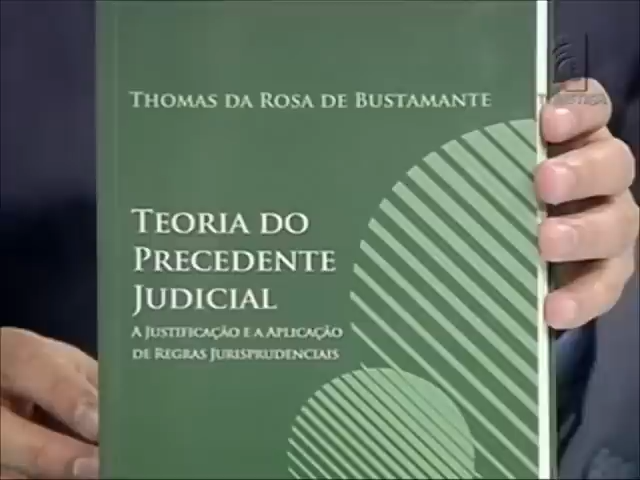 THOMAS DA ROSA DE BUSTAMANTE
TEORIA DO
PRECEDENTE
JUDICIAL
A JUSTIFICAÇÃO E A APLICAÇÃO
DE REGRAS JURISPRUDENCIAIS